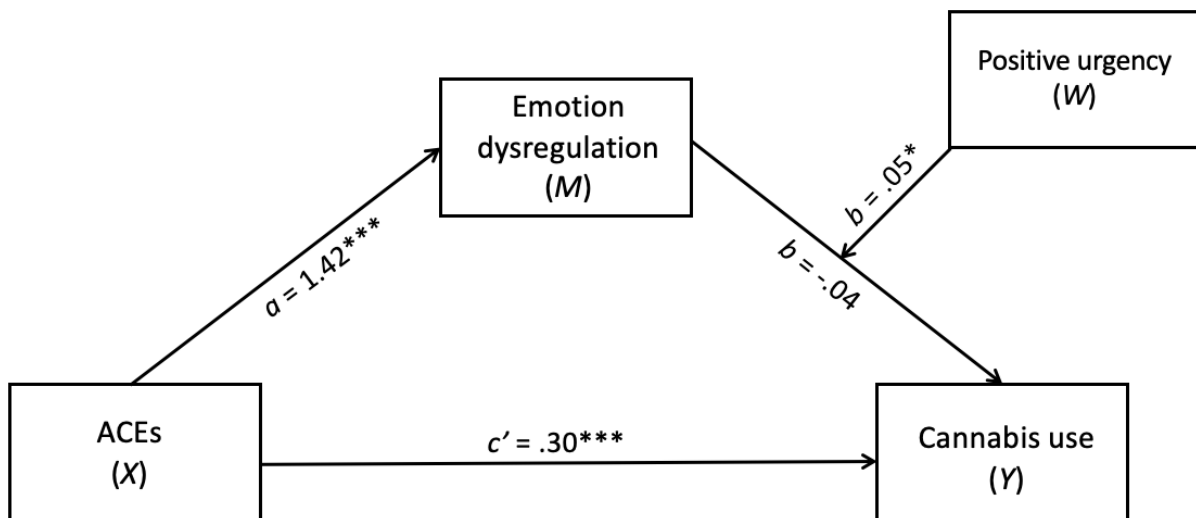 Positive urgency
(W)
Emotion
dysregulation
(M)
b = .05*
a = 1.42***
b = -.04
ACEs
(X)
c’ = .30***
Cannabis use
(Y)